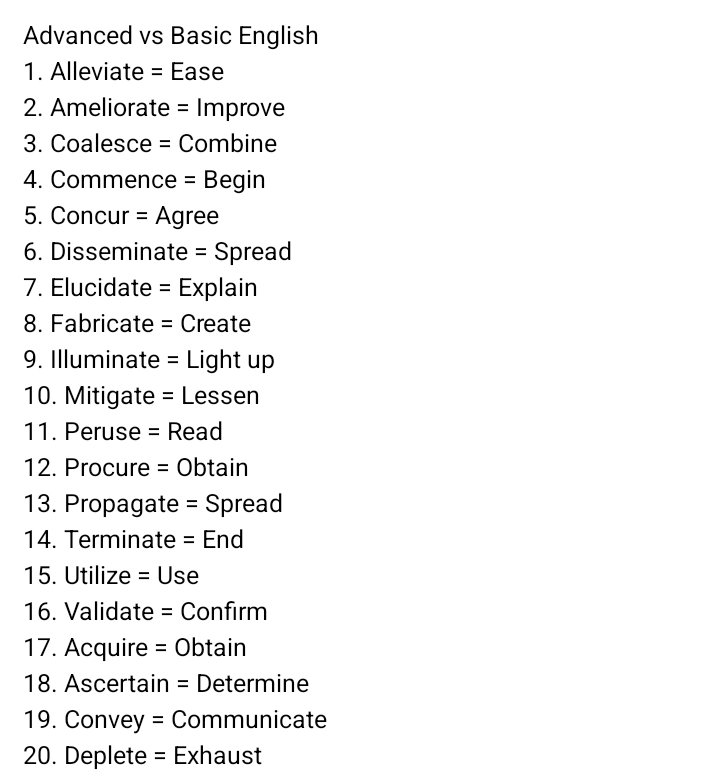 Advanced vs Basic English
1. Alleviate = Ease
2. Ameliorate = Improve
3. Coalesce = Combine
4. Commence = Begin
5. Concur = Agree
6. Disseminate = Spread
7. Elucidate = Explain
8. Fabricate = Create
9. Illuminate = Light up
10. Mitigate = Lessen
11. Peruse = Read
12. Procure = Obtain
13. Propagate = Spread
14. Terminate = End
15. Utilize = Use
16. Validate = Confirm
17. Acquire = Obtain
18. Ascertain = Determine
19. Convey = Communicate
20. Deplete = Exhaust